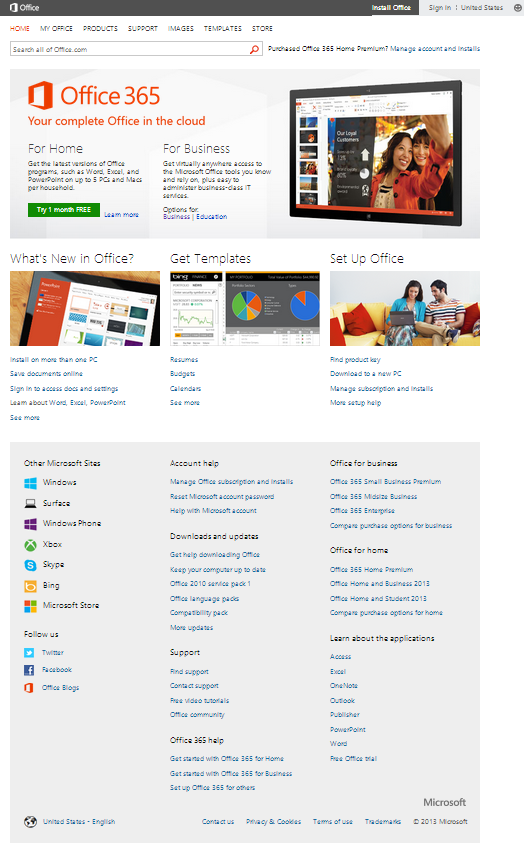 Office
Install Office
Sign In
United States
HOME
MY OFFICE
PRODUCTS
SUPPORT
IMAGES
TEMPLATES
STORE
Search all of Office.com
Purchased Office 365 Home Premium? Manage account and installs
Office 365
Your complete Office in the cloud
For Home
Get the latest versions of Office
programs, such as Word, Excel, and
PowerPoint on up to 5 PCs and Macs
per household.
Try 1 month FREE
Learn more
For Business
Get virtually anywhere access to
the Microsoft Office tools you know
and rely on, plus easy to
administer business-class IT
services.
Options for:
Business | Education
Our Loyal
Customers
What's New in Office?
PowerPoint
Install on more than one PC
Save documents online
Sign in to access docs and settings
Learn about Word, Excel, PowerPoint
See more
Get Templates
bing
FINANCE
Resumes
Budgets
Calendars
See more
Set Up Office
Find product key
Download to a new PC
Manage subscription and installs
More setup help
Other Microsoft Sites
Windows
Surface
Windows Phone
Xbox
Skype
Bing
Microsoft Store
Follow us
Twitter
Facebook
Office Blogs
Account help
Manage Office subscription and installs
Reset Microsoft account password
Help with Microsoft account
Downloads and updates
Get help downloading Office
Keep your computer up to date
Office 2010 service pack 1
Office language packs
Compatibility pack
More updates
Support
Find support
Contact support
Free video tutorials
Office community
Office 365 help
Get started with Office 365 for Home
Get started with Office 365 for Business
Set up Office 365 for others
Office for business
Office 365 Small Business Premium
Office 365 Midsize Business
Office 365 Enterprise
Compare purchase options for business
Office for home
Office 365 Home Premium
Office Home and Business 2013
Office Home and Student 2013
Compare purchase options for home
Learn about the applications
Access
Excel
OneNote
Outlook
Publisher
PowerPoint
Word
Free Office trial
Microsoft
United States - English
Contact us
Privacy & Cookies
Terms of use
Trademarks
© 2013 Microsoft